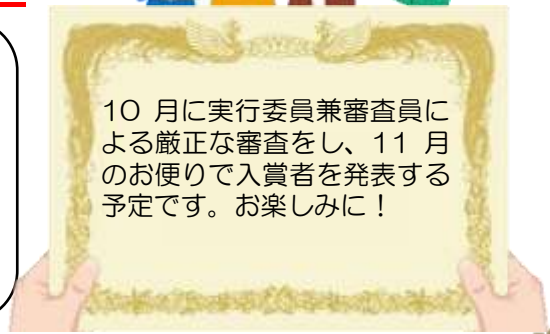 10 月に実行委員兼審査員に
よる厳正な審査をし、11 月
のお便りで入賞者を発表する
予定です。お楽しみに！